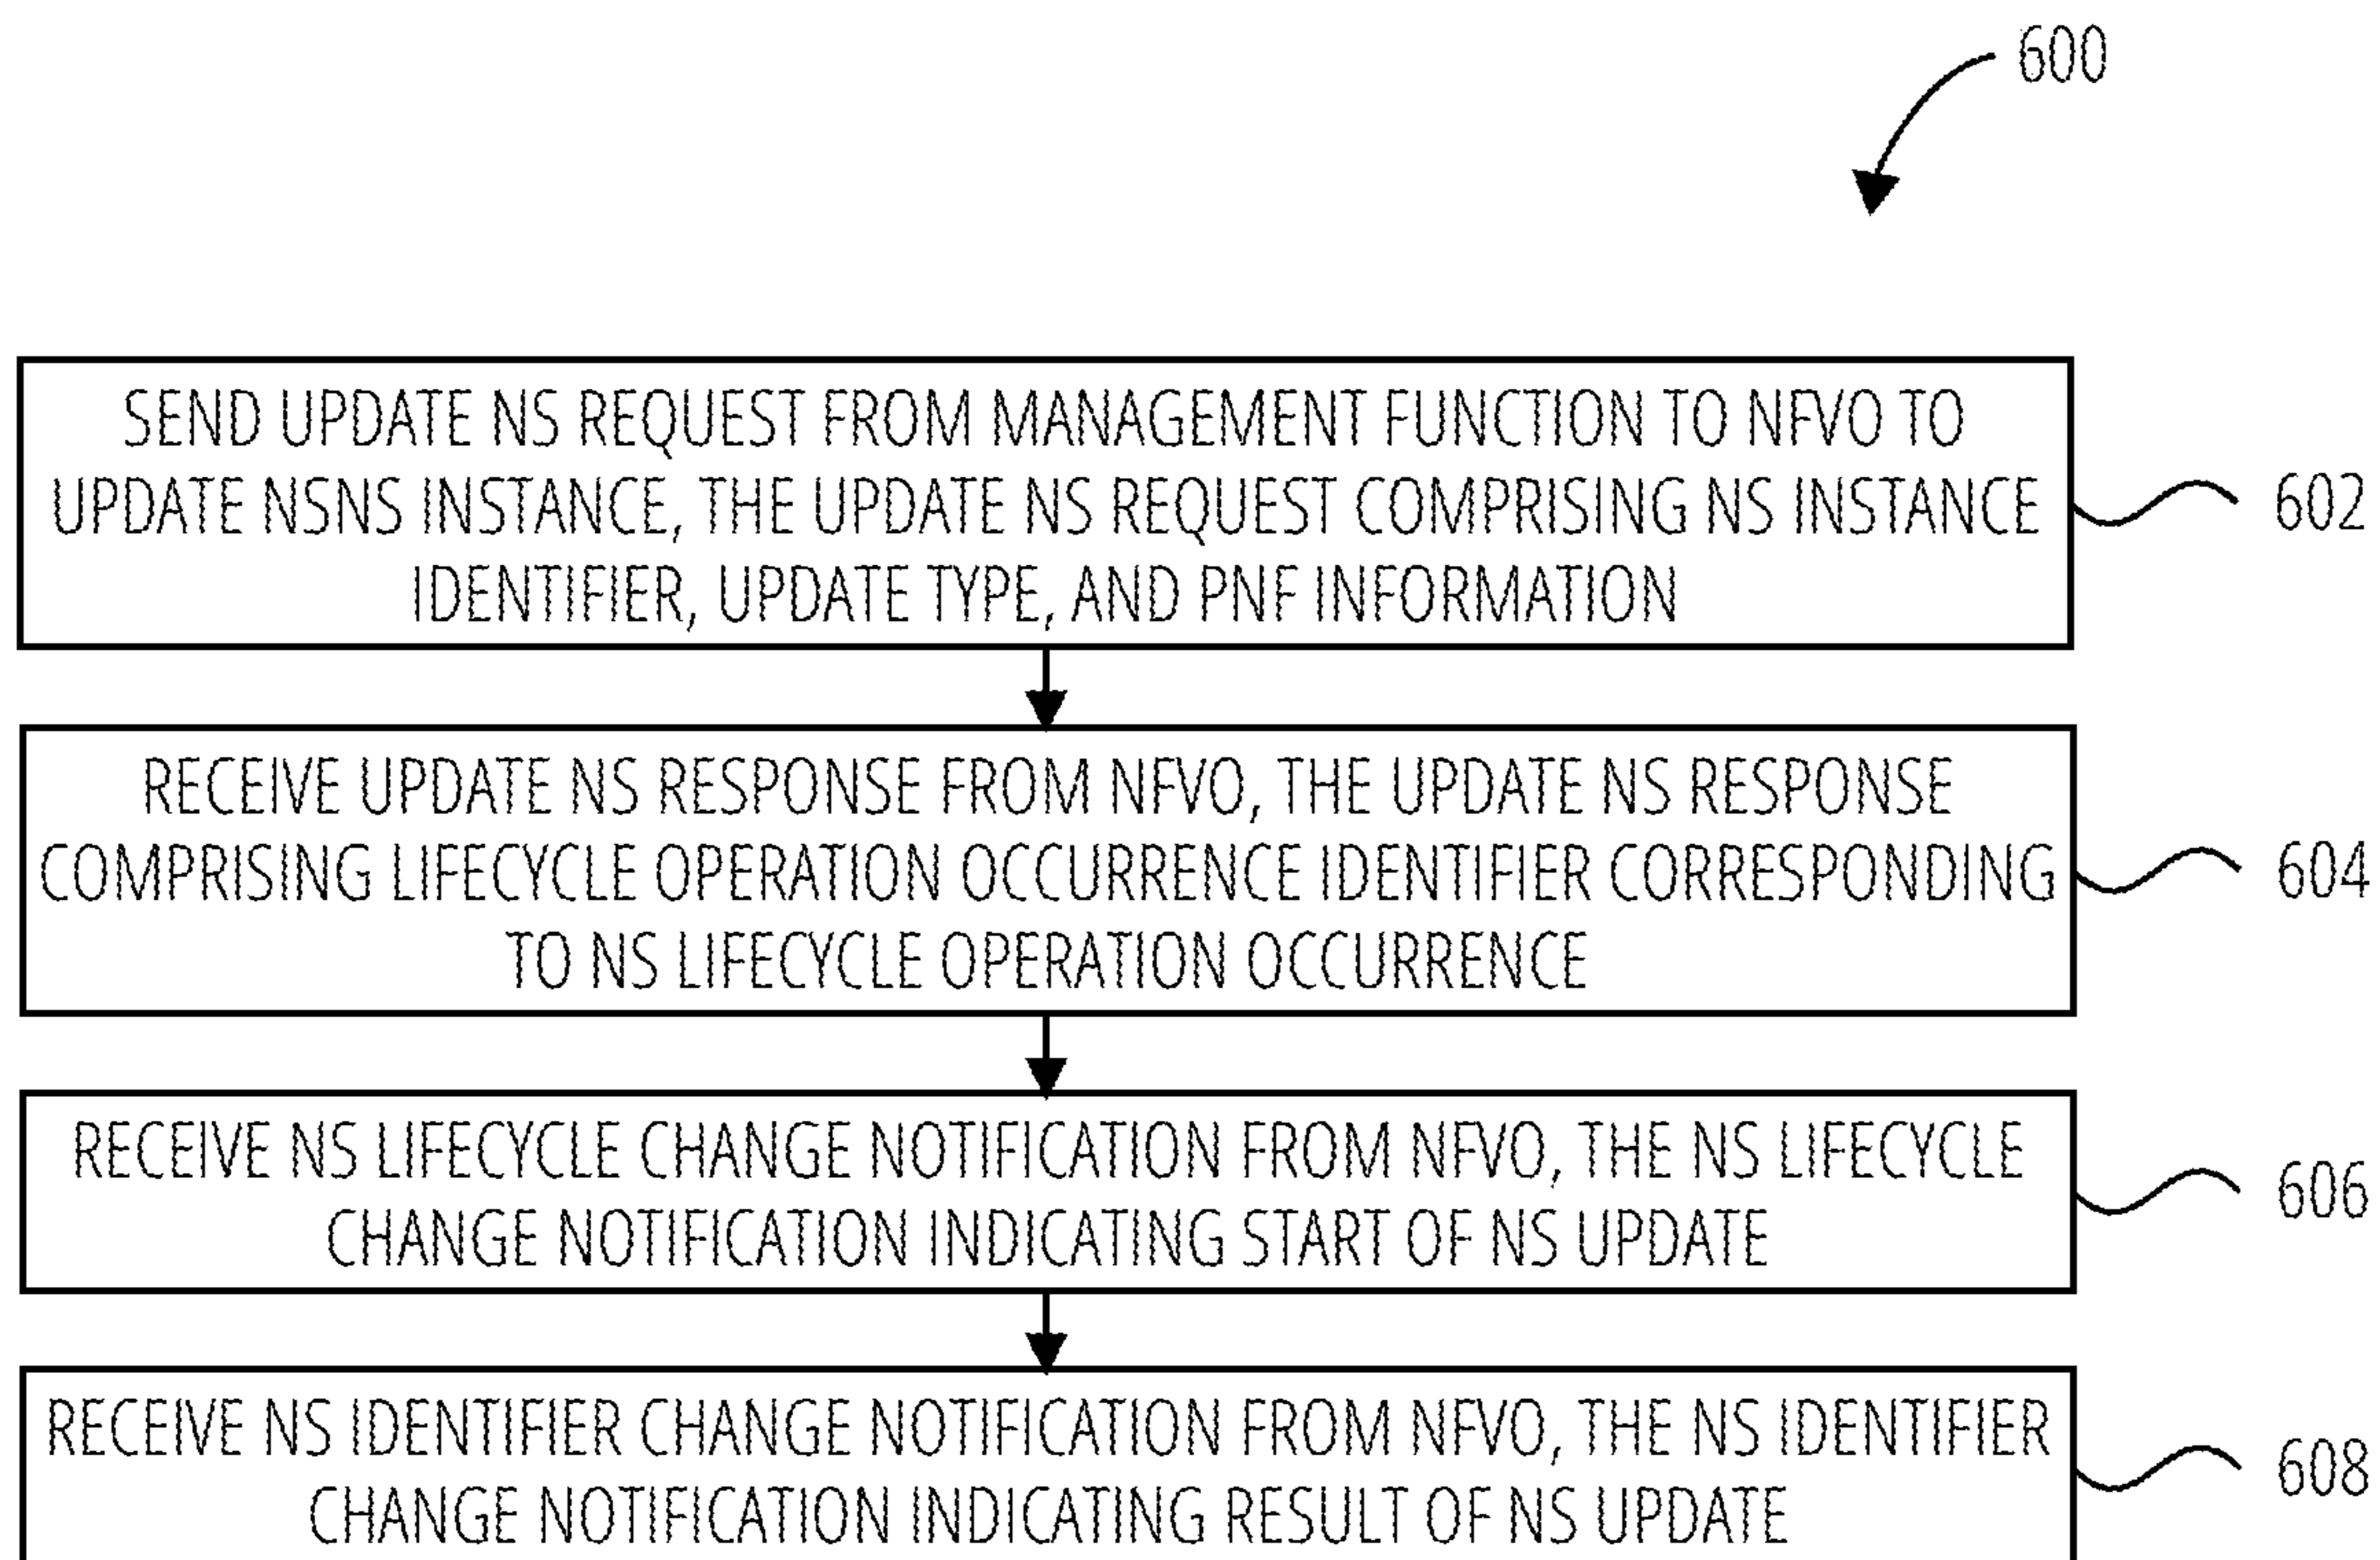 600
SEND UPDATE NS REQUEST FROM MANAGEMENT FUNCTION TO NFVO TO
UPDATE NSNS INSTANCE, THE UPDATE NS REQUEST COMPRISING NS INSTANCE
IDENTIFIER, UPDATE TYPE, AND PNF INFORMATION
602
RECEIVE UPDATE NS RESPONSE FROM NFVO, THE UPDATE NS RESPONSE
COMPRISING LIFECYCLE OPERATION OCCURRENCE IDENTIFIER CORRESPONDING
TO NS LIFECYCLE OPERATION OCCURRENCE
604
RECEIVE NS LIFECYCLE CHANGE NOTIFICATION FROM NFVO, THE NS LIFECYCLE
CHANGE NOTIFICATION INDICATING START OF NS UPDATE
606
RECEIVE NS IDENTIFIER CHANGE NOTIFICATION FROM NFVO, THE NS IDENTIFIER
CHANGE NOTIFICATION INDICATING RESULT OF NS UPDATE
608